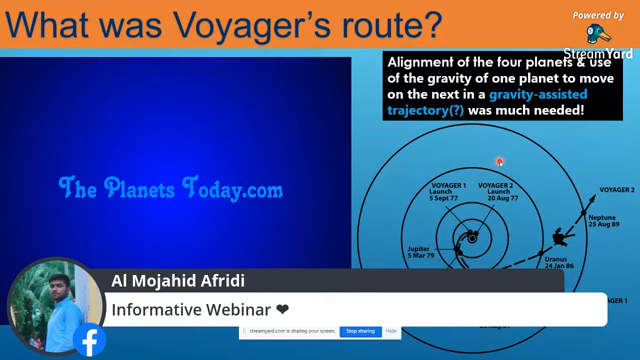 What was Voyager's route?
Powered by
StreamYard
Alignment of the four planets & use
of the gravity of one planet to move
on the next in a gravity-assisted
trajectory(?) was much needed!
The Planets Today.com
VOYAGER 1
Launch
5 Sept 77
VOYAGER 2
Launch
20 Aug 77
VOYAGER 2
Neptune
25 Aug 89
Jupiter
5 Mar 79
Uranus
24 Jan 86
VOYAGER 1
Al Mojahid Afridi
Informative Webinar ❤
streamyard.com is sharing your screen.
Stop sharing
Hide